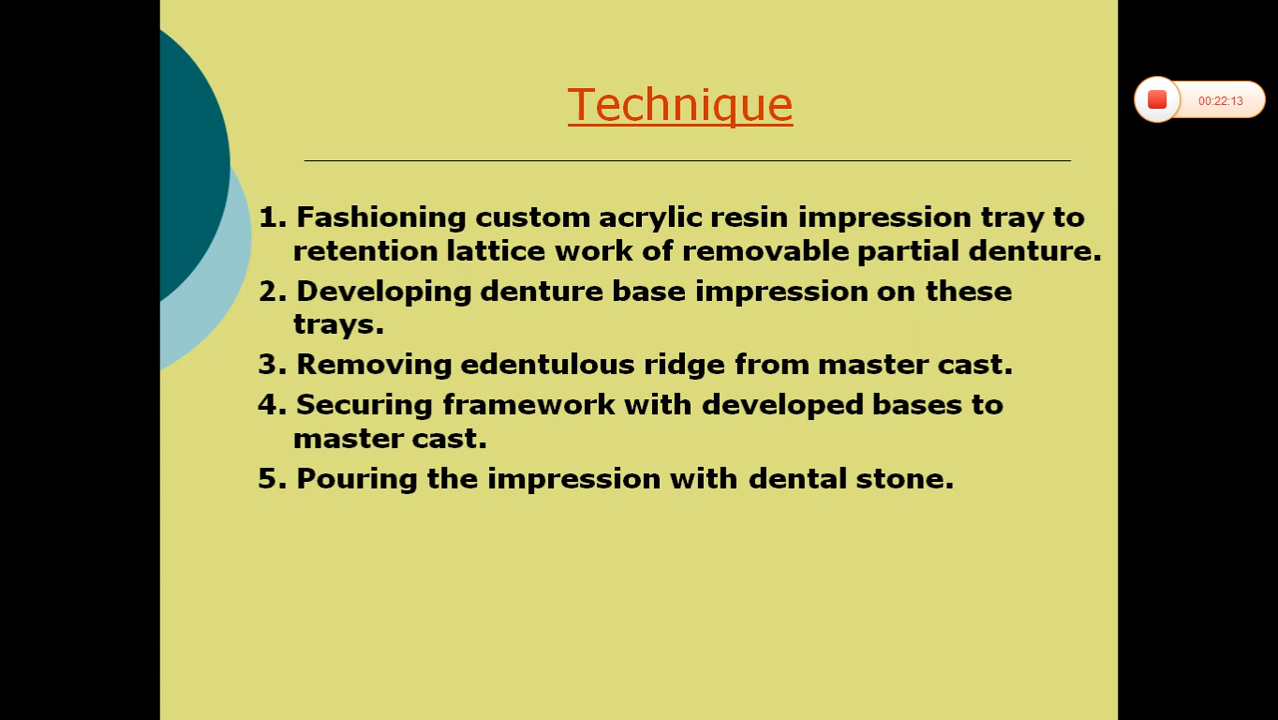 Technique
00:22:13
1. Fashioning custom acrylic resin impression tray to
retention lattice work of removable partial denture.
2. Developing denture base impression on these
trays.
3. Removing edentulous ridge from master cast.
4. Securing framework with developed bases to
master cast.
5. Pouring the impression with dental stone.